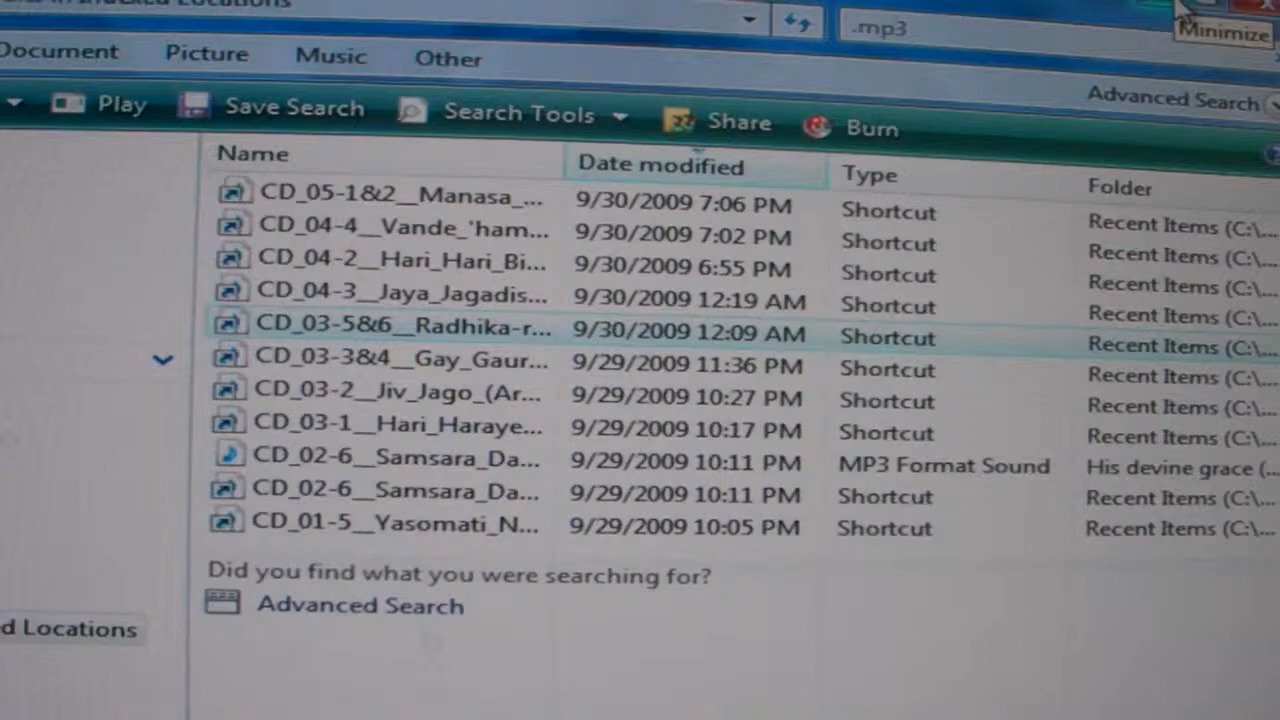 Indexed Locations
.mp3
Minimize
Document Picture Music Other
Advanced Search
Play Save Search Search Tools Share Burn
Name Date modified Type Folder
CD_05-1&2__Manasa_... 9/30/2009 7:06 PM Shortcut Recent Items (C:\...
CD_04-4__Vande_'ham... 9/30/2009 7:02 PM Shortcut Recent Items (C:\...
CD_04-2__Hari_Hari_Bi... 9/30/2009 6:55 PM Shortcut Recent Items (C:\...
CD_04-3__Jaya_Jagadis... 9/30/2009 12:19 AM Shortcut Recent Items (C:\...
CD_03-5&6__Radhika-r... 9/30/2009 12:09 AM Shortcut Recent Items (C:\...
CD_03-3&4__Gay_Gaur... 9/29/2009 11:36 PM Shortcut Recent Items (C:\...
CD_03-2__Jiv_Jago_(Ar... 9/29/2009 10:27 PM Shortcut Recent Items (C:\...
CD_03-1__Hari_Haraye... 9/29/2009 10:17 PM Shortcut Recent Items (C:\...
CD_02-6__Samsara_Da... 9/29/2009 10:11 PM MP3 Format Sound His devine grace (...
CD_02-6__Samsara_Da... 9/29/2009 10:11 PM Shortcut Recent Items (C:\...
CD_01-5__Yasomati_N... 9/29/2009 10:05 PM Shortcut Recent Items (C:\...
Did you find what you were searching for?
Advanced Search
d Locations